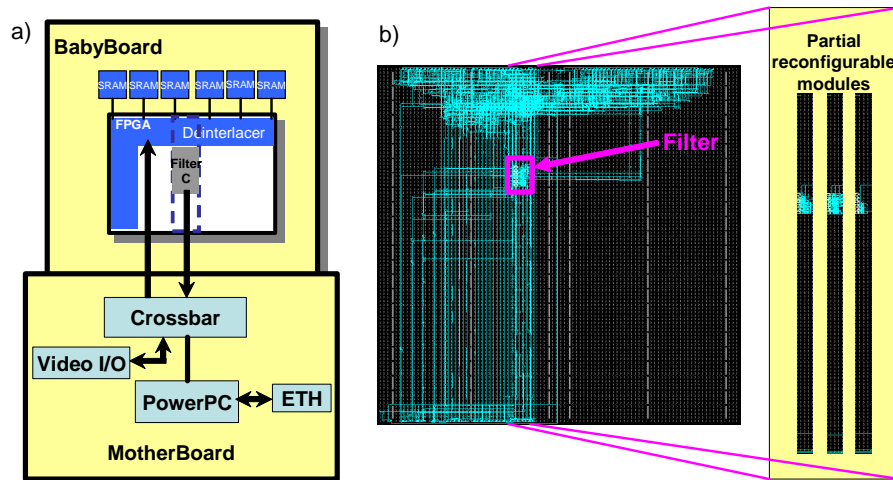 a)
BabyBoard
SRAM SRAM SRAM SRAM SRAM SRAM
FPGA
Deinterlacer
Filter
C
Crossbar
Video I/O
PowerPC
ETH
MotherBoard
b)
Filter
Partial
reconfigurable
modules